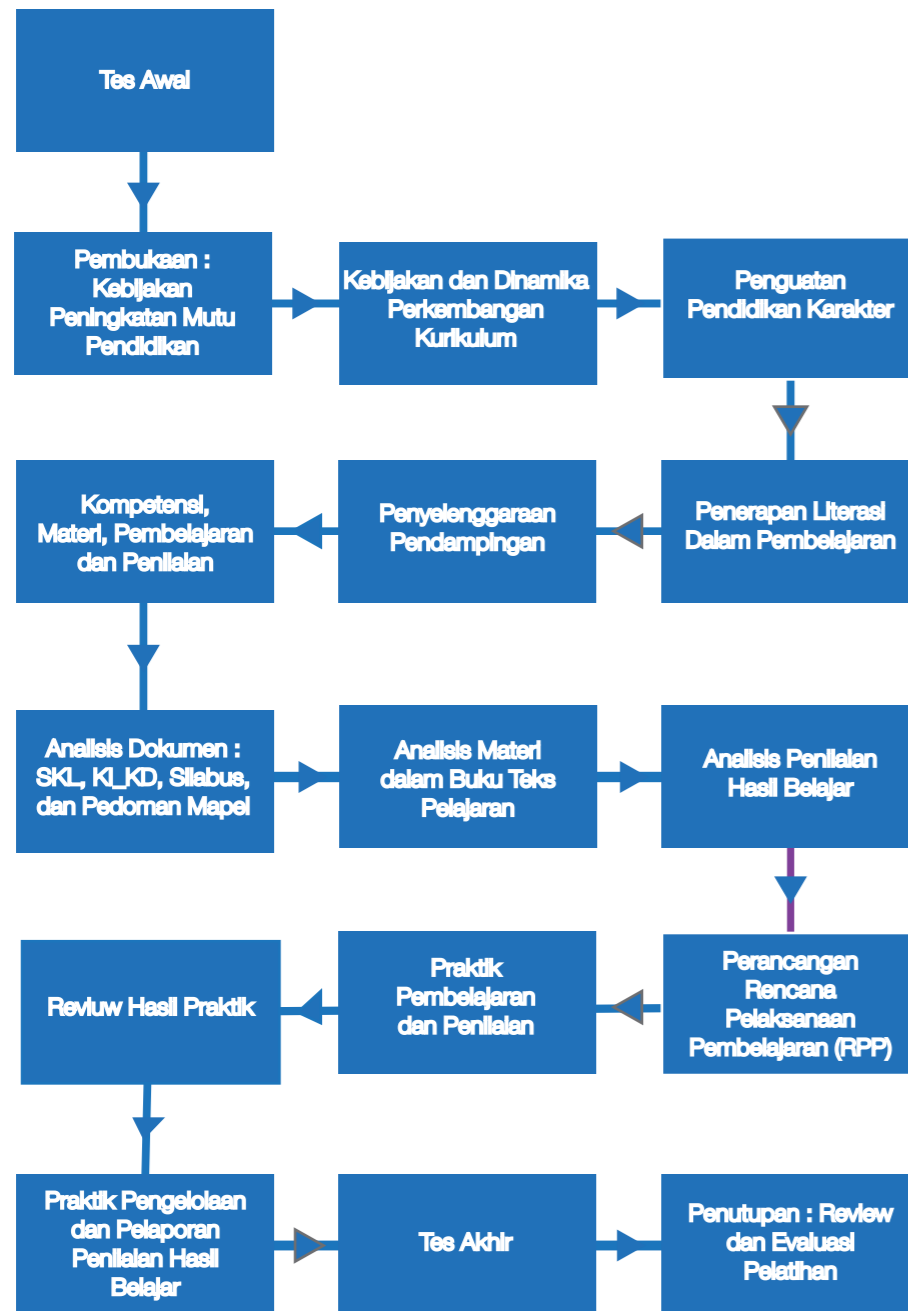 Tes Awal
Pembukaan :
Kebijakan
Peningkatan Mutu
Pendidikan
Kebijakan dan Dinamika
Perkembangan
Kurikulum
Penguatan
Pendidikan Karakter
Penerapan Literasi
Dalam Pembelajaran
Penyelenggaraan
Pendampingan
Kompetensi,
Materi, Pembelajaran
dan Penilaian
Analisis Dokumen :
SKL, KI_KD, Silabus,
dan Pedoman Mapel
Analisis Materi
dalam Buku Teks
Pelajaran
Analisis Penilaian
Hasil Belajar
Perancangan
Rencana
Pelaksanaan
Pembelajaran (RPP)
Praktik
Pembelajaran
dan Penilaian
Reviuw Hasil Praktik
Praktik Pengelolaan
dan Pelaporan
Penilaian Hasil
Belajar
Tes Akhir
Penutupan : Review
dan Evaluasi
Pelatihan